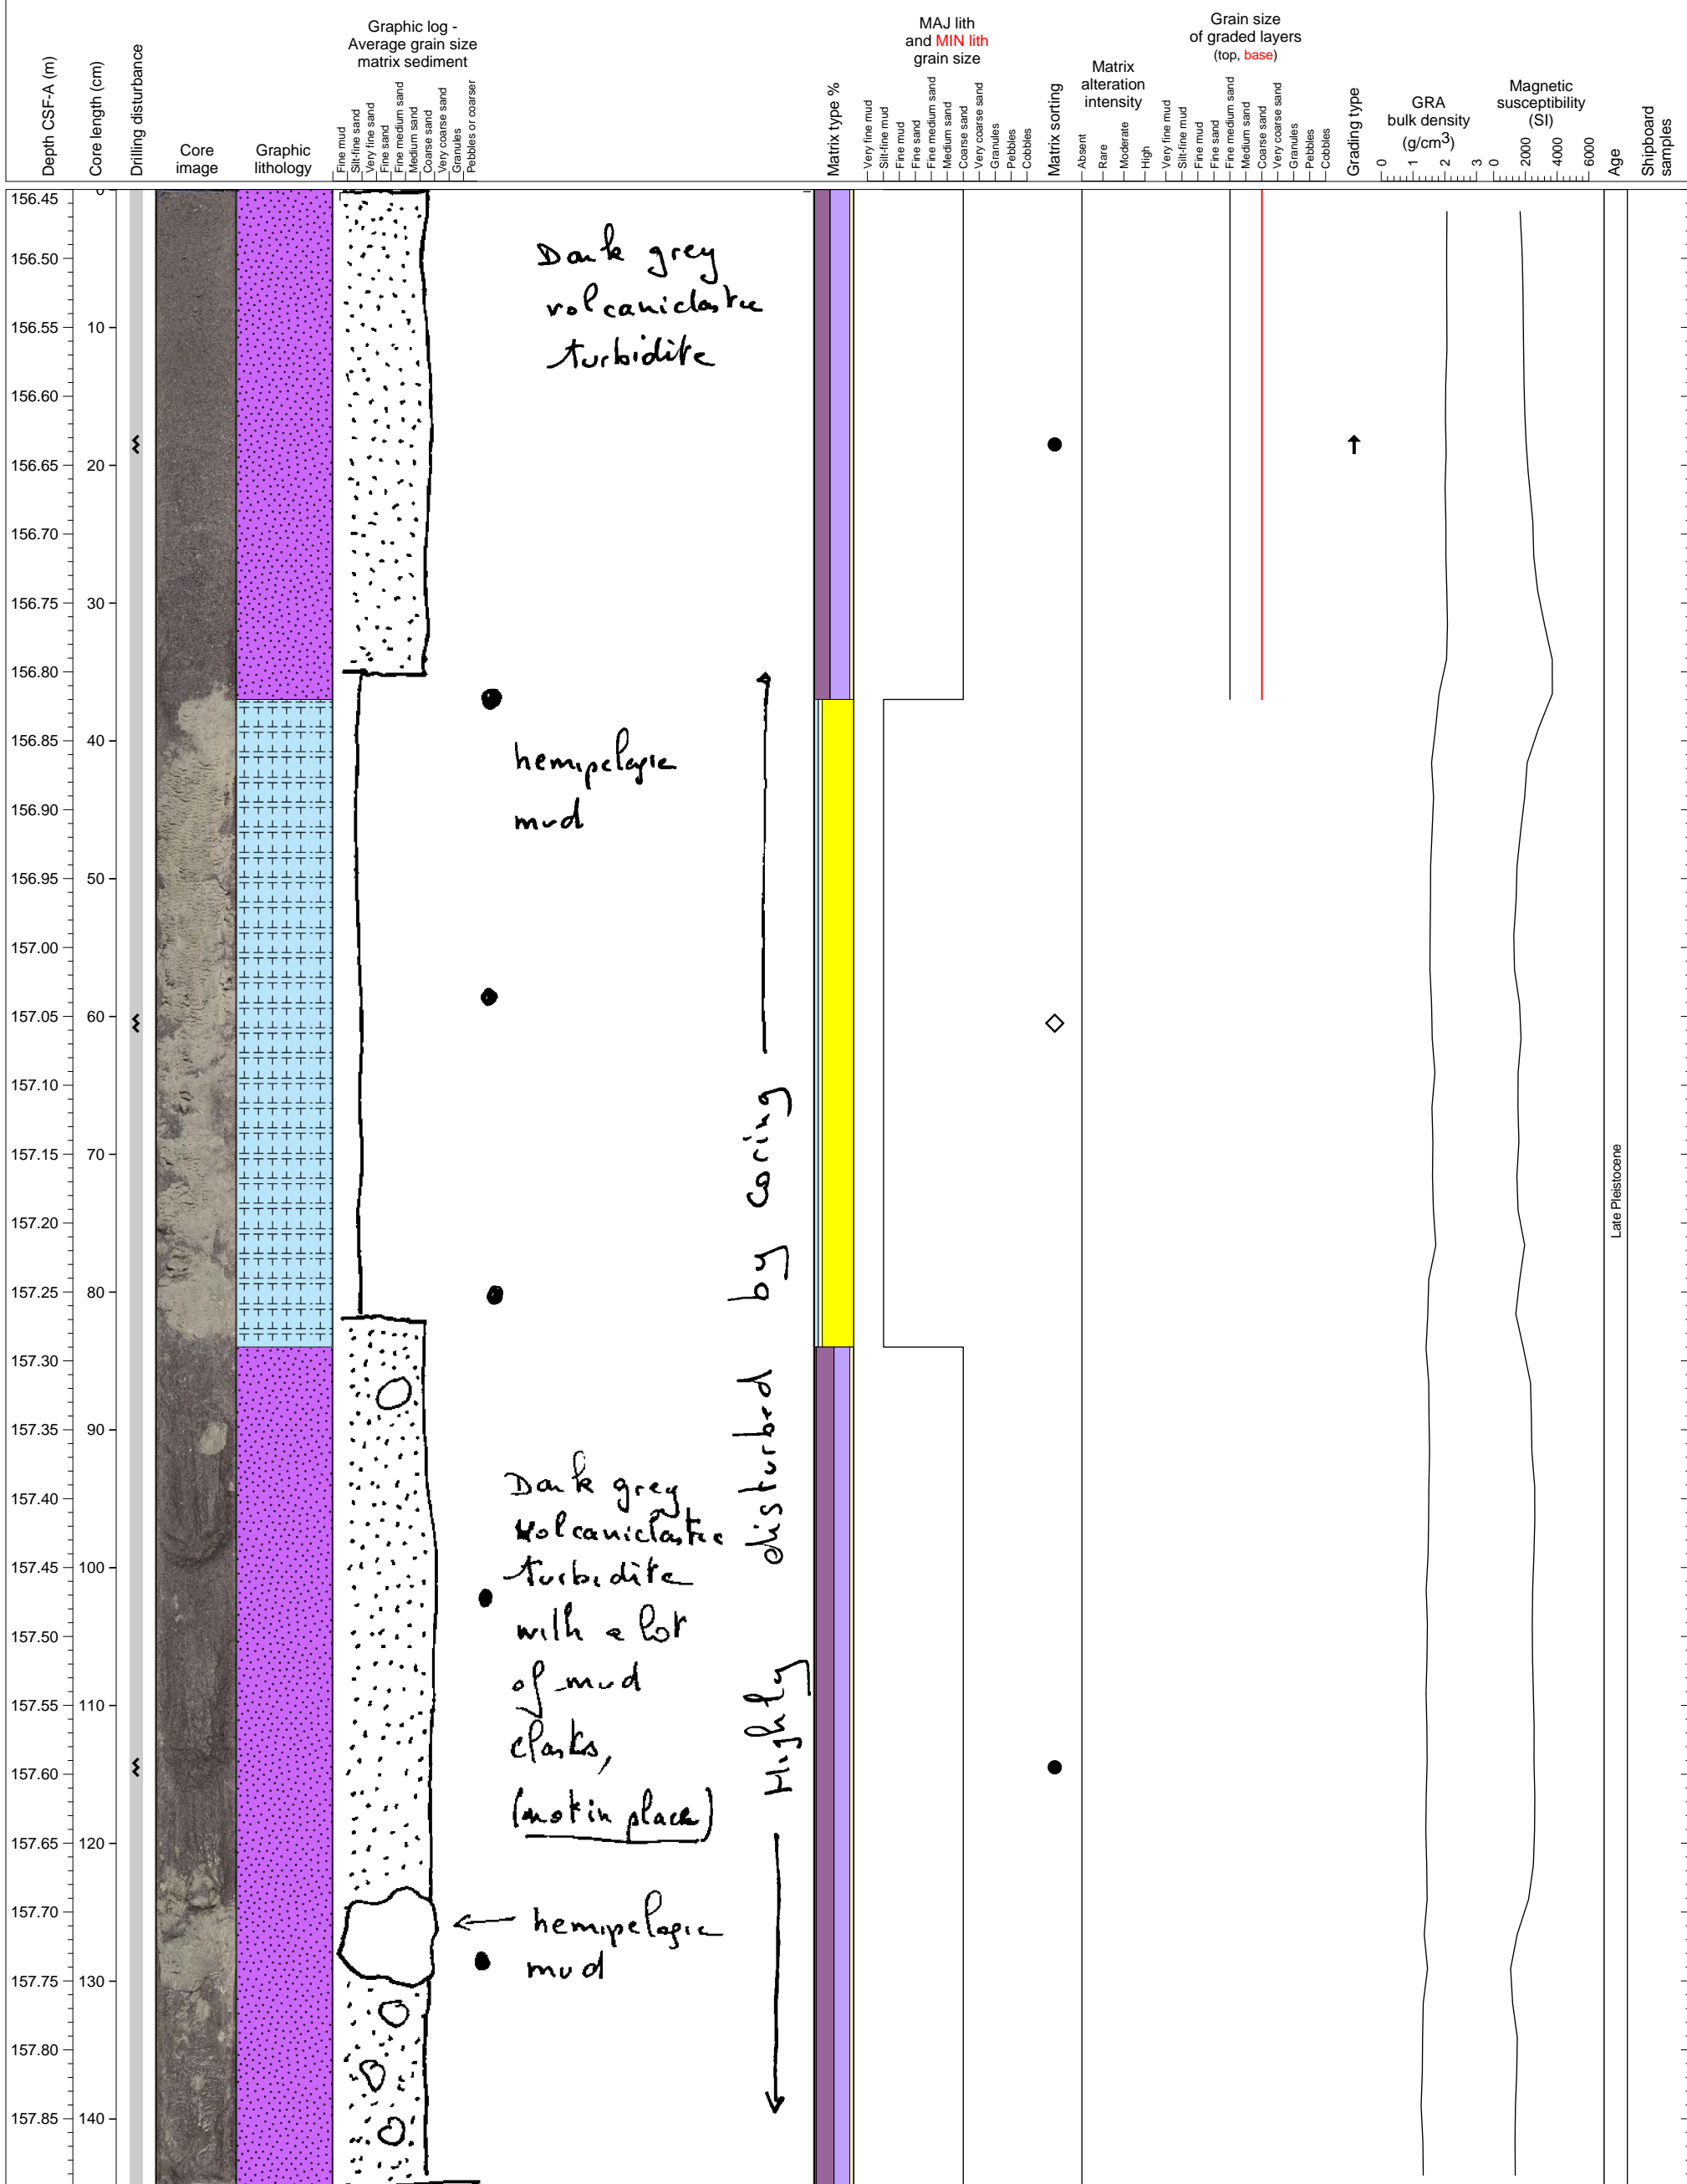 Graphic log -
Average grain size
matrix sediment
MAJ lith
and MIN lith
grain size
Grain size
of graded layers
(top, base)
Matrix
alteration
intensity
GRA
bulk density
(g/cm3)
Magnetic
susceptibility
(SI)
Depth CSF-A (m)
Core length (cm)
Drilling disturbance
Core
image
Graphic
lithology
Fine mud
Silt-fine sand
Very fine sand
Fine sand
Fine medium sand
Medium sand
Coarse sand
Very coarse sand
Granules
Pebbles or coarser
Matrix type %
Very fine mud
Silt-fine mud
Fine mud
Fine sand
Fine medium sand
Medium sand
Coarse sand
Very coarse sand
Granules
Pebbles
Cobbles
Matrix sorting
Absent
Rare
Moderate
High
Very fine mud
Silt-fine mud
Fine mud
Fine sand
Fine medium sand
Medium sand
Coarse sand
Very coarse sand
Granules
Pebbles
Cobbles
Grading type
0 1 2 3
0 2000 4000 6000
Age
Shipboard
samples
156.45 0
156.50
156.55 10
156.60
156.65 20
156.70
156.75 30
156.80
156.85 40
156.90
156.95 50
157.00
157.05 60
157.10
157.15 70
157.20
157.25 80
157.30
157.35 90
157.40
157.45 100
157.50
157.55 110
157.60
157.65 120
157.70
157.75 130
157.80
157.85 140
Dark grey
volcaniclastic
turbidite
hemipelagic
mud
Dark grey
volcaniclastic
turbidite
with a lot
of mud
clasts,
(not in place)
hemipelagic
mud
Highly disturbed by coring
Late Pleistocene